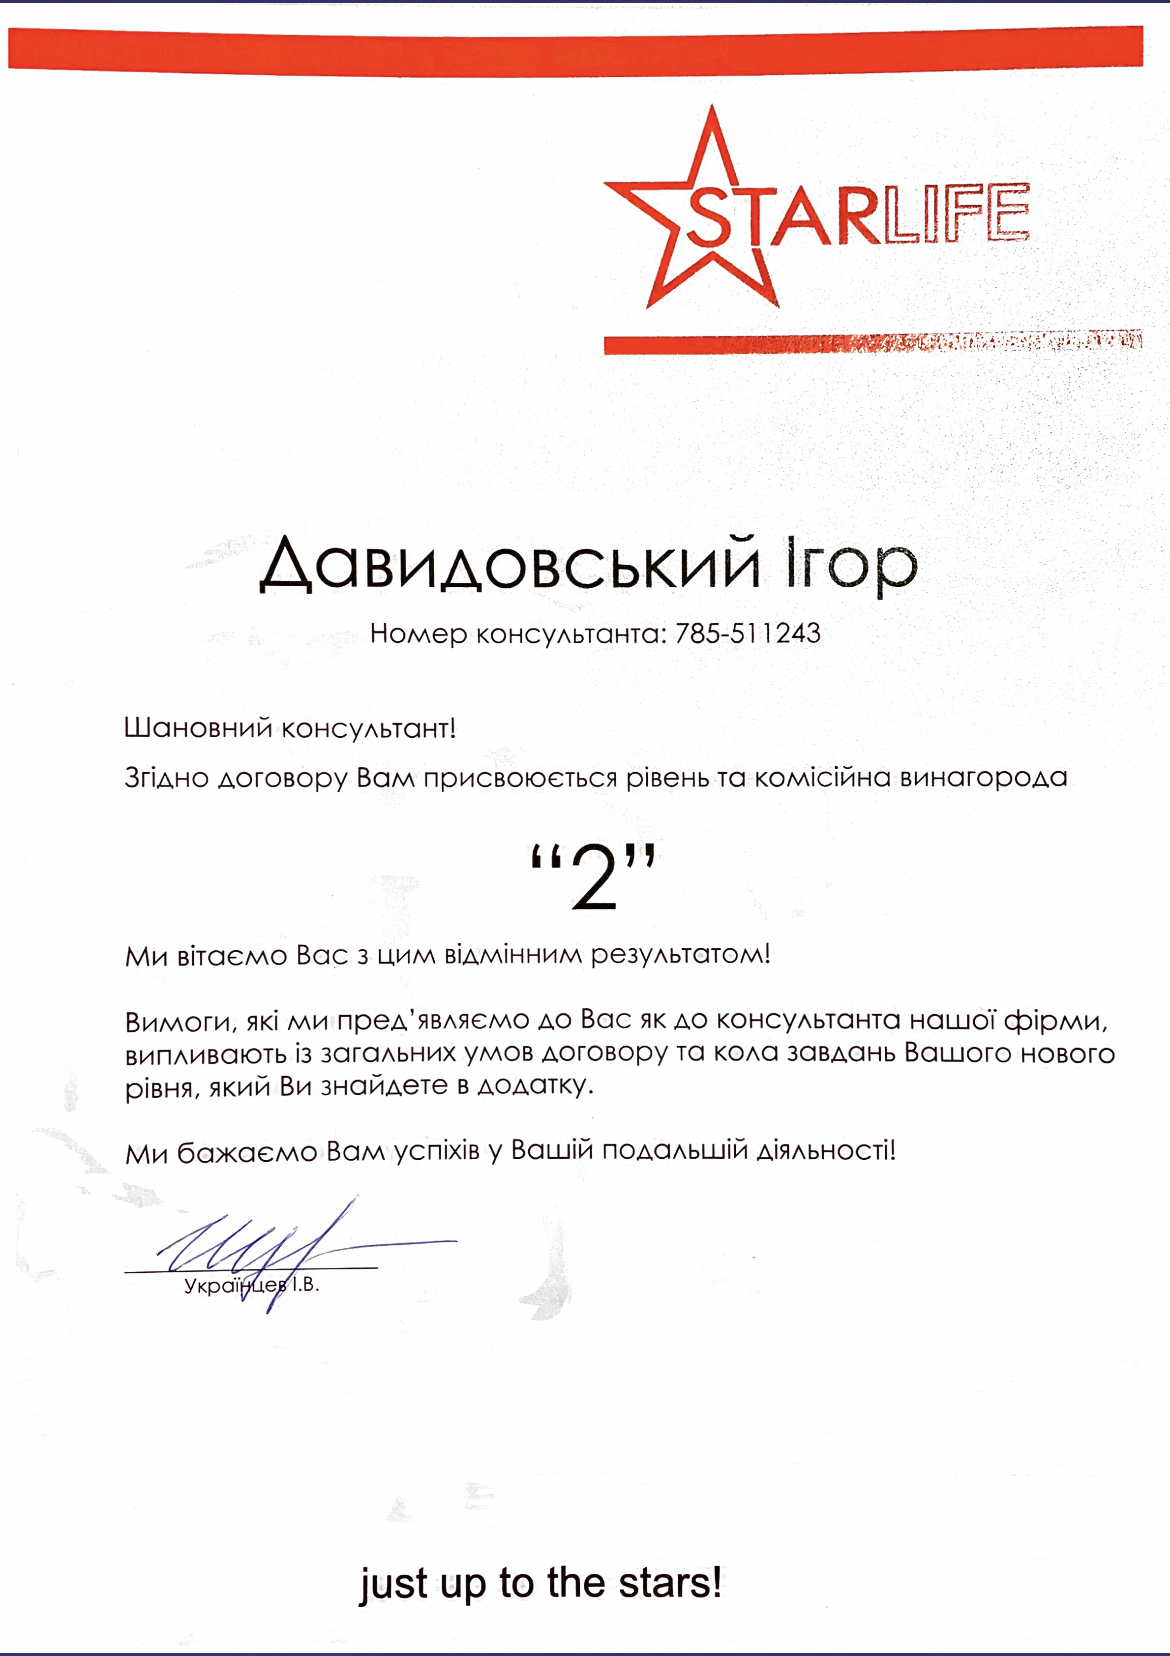 STARLIFE
Давидовський Ігор
Номер консультанта: 785-511243
Шановний консультант!
Згідно договору Вам присвоюється рівень та комісійна винагорода
“2”
Ми вітаємо Вас з цим відмінним результатом!
Вимоги, які ми пред’являємо до Вас як до консультанта нашої фірми,
випливають із загальних умов договору та кола завдань Вашого нового
рівня, який Ви знайдете в додатку.
Ми бажаємо Вам успіхів у Вашій подальшій діяльності!
Українцев І.В.
just up to the stars!